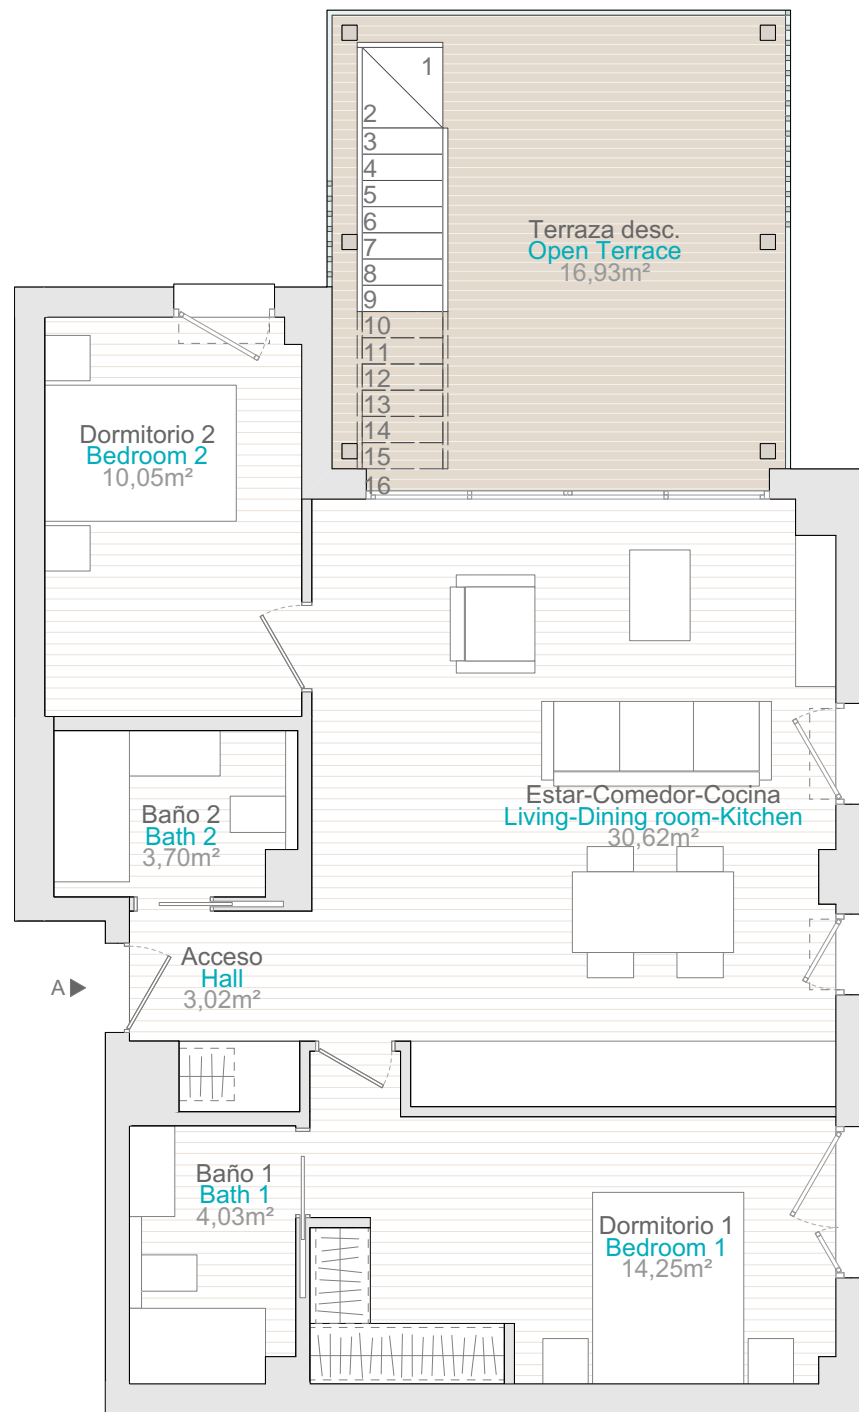 1
2
3
4
5
6
7
8
9
10
11
12
13
14
15
16
Terraza desc.
Open Terrace
16,93m²
Dormitorio 2
Bedroom 2
10,05m²
Estar-Comedor-Cocina
Living-Dining room-Kitchen
30,62m²
Baño 2
Bath 2
3,70m²
Acceso
Hall
3,02m²
A
Baño 1
Bath 1
4,03m²
Dormitorio 1
Bedroom 1
14,25m²